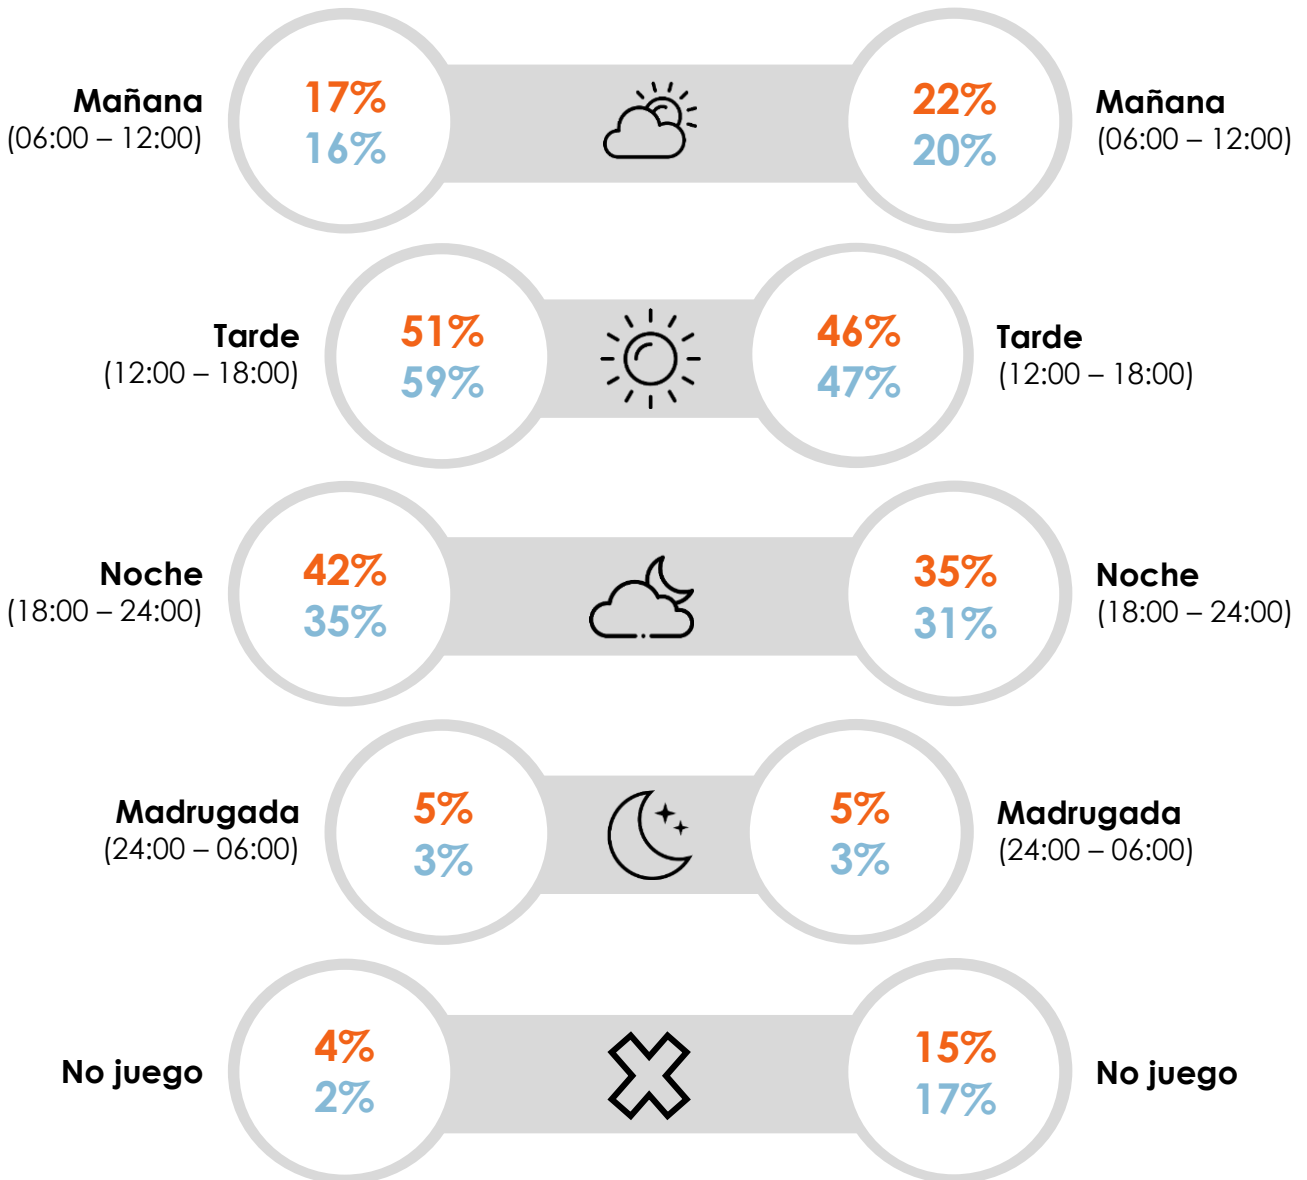 Mañana
(06:00 – 12:00)
17%
16%
22%
20%
Mañana
(06:00 – 12:00)
Tarde
(12:00 – 18:00)
51%
59%
46%
47%
Tarde
(12:00 – 18:00)
Noche
(18:00 – 24:00)
42%
35%
35%
31%
Noche
(18:00 – 24:00)
Madrugada
(24:00 – 06:00)
5%
3%
5%
3%
Madrugada
(24:00 – 06:00)
No juego
4%
2%
15%
17%
No juego